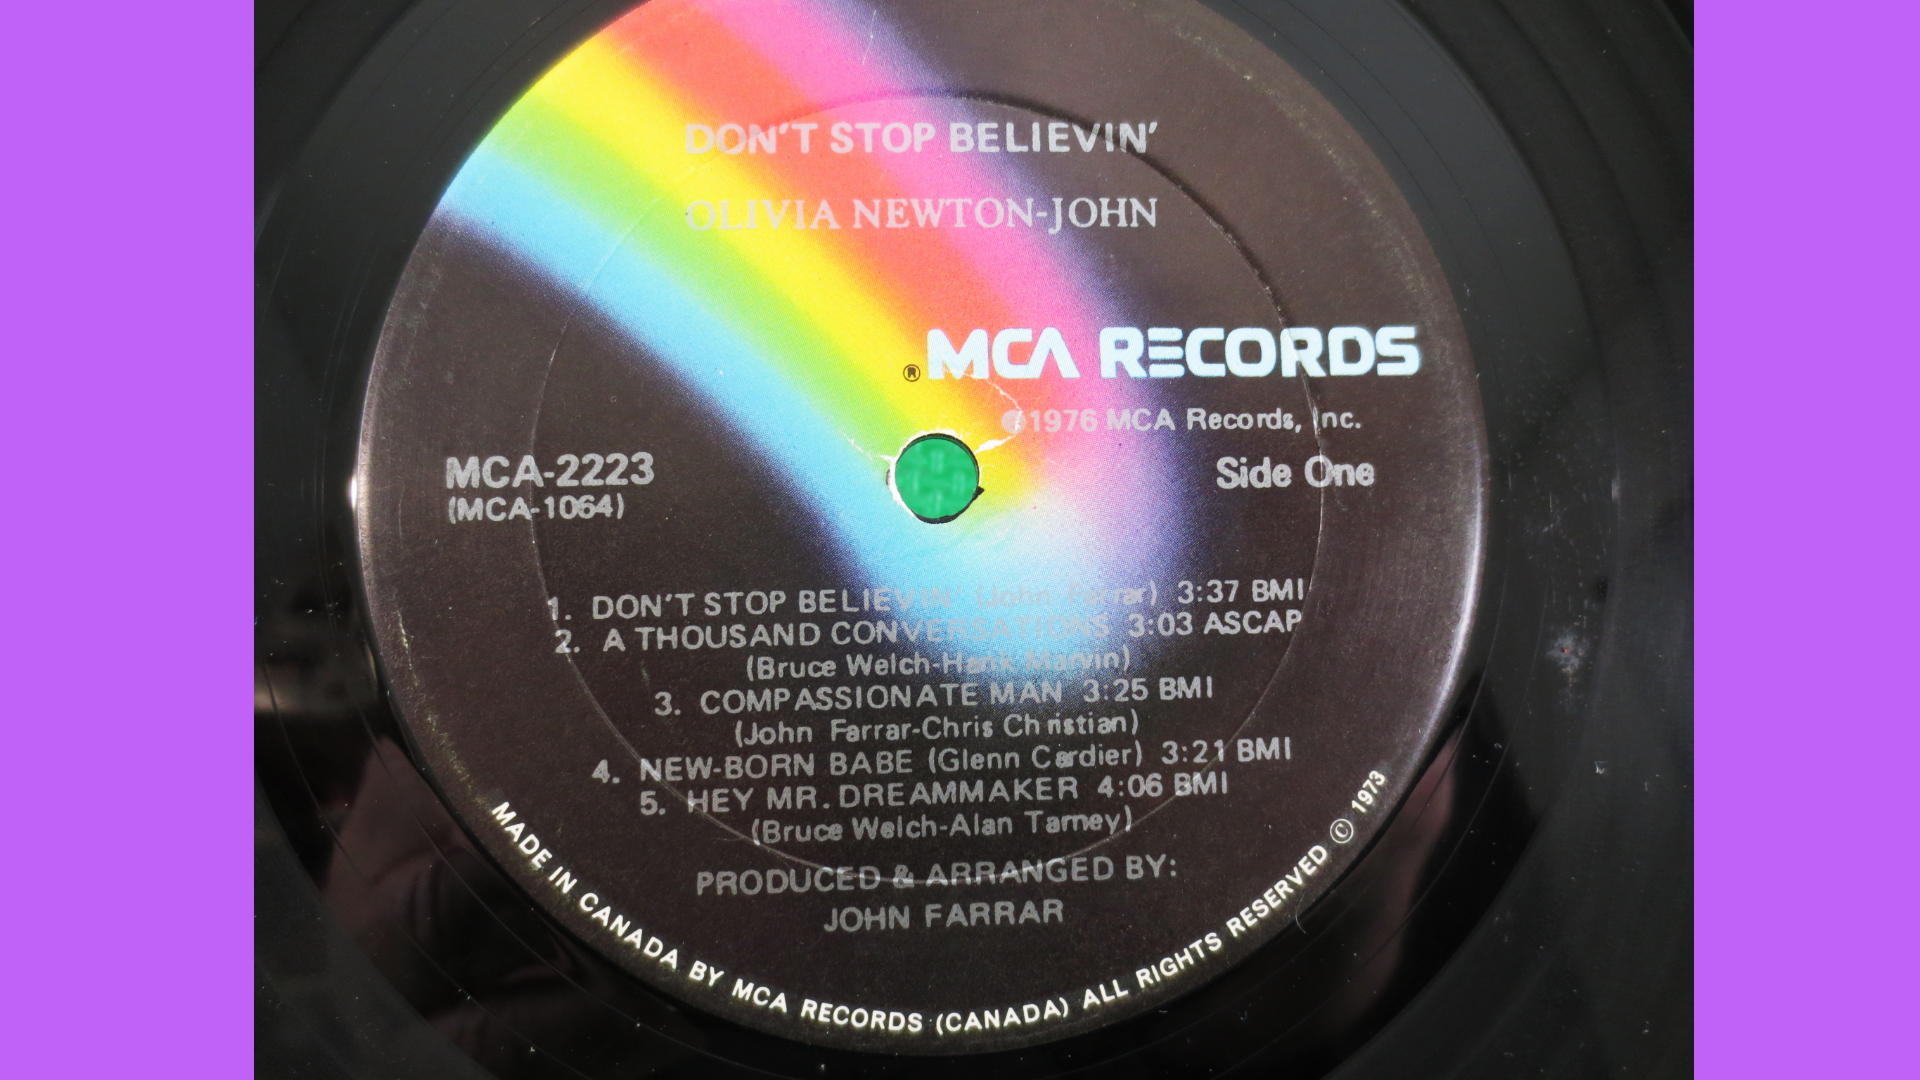 DON'T STOP BELIEVIN'
OLIVIA NEWTON-JOHN
® MCA RECORDS
℗ 1976 MCA Records, Inc.
MCA-2223
(MCA-1064)
Side One
1. DON'T STOP BELIEVIN' (John Farrar) 3:37 BMI
2. A THOUSAND CONVERSATIONS 3:03 ASCAP
(Bruce Welch-Hank Marvin)
3. COMPASSIONATE MAN 3:25 BMI
(John Farrar-Chris Christian)
4. NEW-BORN BABE (Glenn Cardier) 3:21 BMI
5. HEY MR. DREAMMAKER 4:06 BMI
(Bruce Welch-Alan Tarney)
PRODUCED & ARRANGED BY:
JOHN FARRAR
MADE IN CANADA BY MCA RECORDS (CANADA) ALL RIGHTS RESERVED © 1973